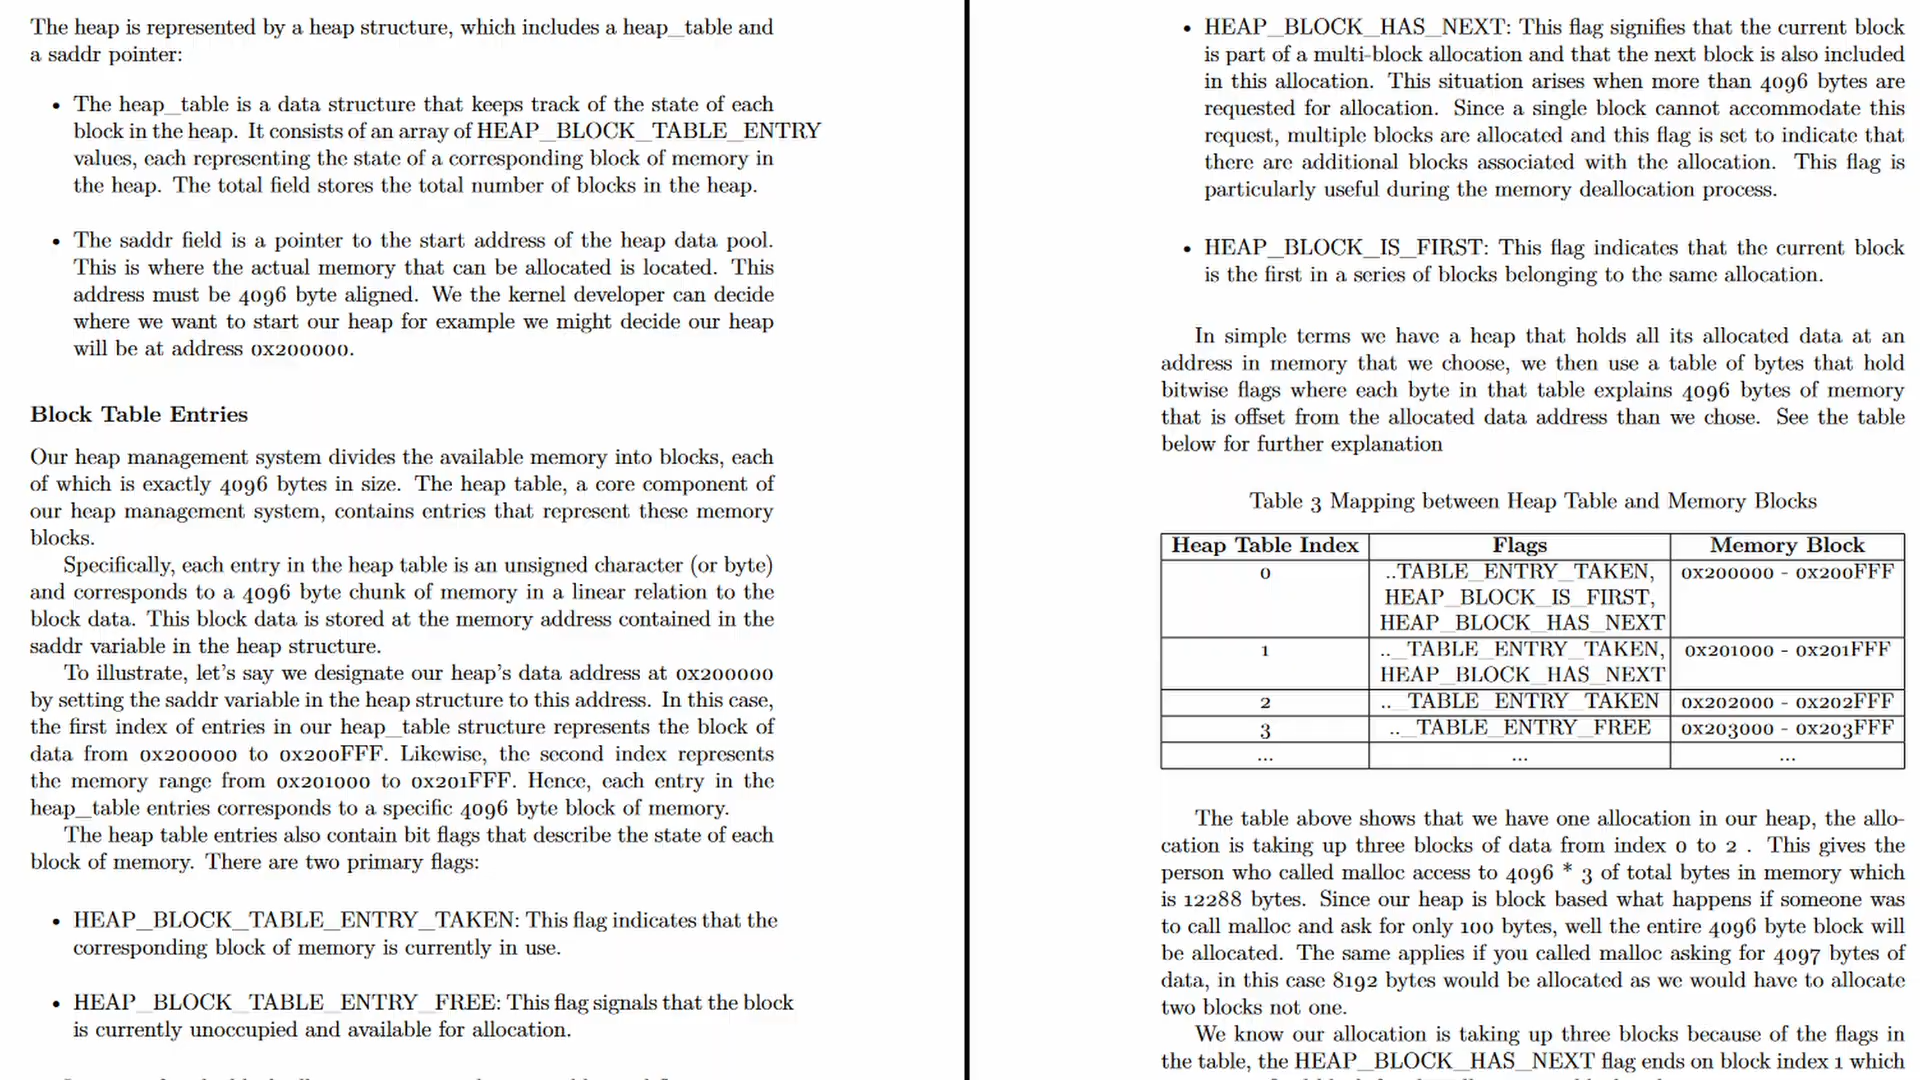 The heap is represented by a heap structure, which includes a heap_table and
a saddr pointer:
• The heap_table is a data structure that keeps track of the state of each
block in the heap. It consists of an array of HEAP_BLOCK_TABLE_ENTRY
values, each representing the state of a corresponding block of memory in
the heap. The total field stores the total number of blocks in the heap.
• The saddr field is a pointer to the start address of the heap data pool.
This is where the actual memory that can be allocated is located. This
address must be 4096 byte aligned. We the kernel developer can decide
where we want to start our heap for example we might decide our heap
will be at address 0x200000.
Block Table Entries
Our heap management system divides the available memory into blocks, each
of which is exactly 4096 bytes in size. The heap table, a core component of
our heap management system, contains entries that represent these memory
blocks.
Specifically, each entry in the heap table is an unsigned character (or byte)
and corresponds to a 4096 byte chunk of memory in a linear relation to the
block data. This block data is stored at the memory address contained in the
saddr variable in the heap structure.
To illustrate, let's say we designate our heap's data address at 0x200000
by setting the saddr variable in the heap structure to this address. In this case,
the first index of entries in our heap_table structure represents the block of
data from 0x200000 to 0x200FFF. Likewise, the second index represents
the memory range from 0x201000 to 0x201FFF. Hence, each entry in the
heap_table entries corresponds to a specific 4096 byte block of memory.
The heap table entries also contain bit flags that describe the state of each
block of memory. There are two primary flags:
• HEAP_BLOCK_TABLE_ENTRY_TAKEN: This flag indicates that the
corresponding block of memory is currently in use.
• HEAP_BLOCK_TABLE_ENTRY_FREE: This flag signals that the block
is currently unoccupied and available for allocation.
• HEAP_BLOCK_HAS_NEXT: This flag signifies that the current block
is part of a multi-block allocation and that the next block is also included
in this allocation. This situation arises when more than 4096 bytes are
requested for allocation. Since a single block cannot accommodate this
request, multiple blocks are allocated and this flag is set to indicate that
there are additional blocks associated with the allocation. This flag is
particularly useful during the memory deallocation process.
• HEAP_BLOCK_IS_FIRST: This flag indicates that the current block
is the first in a series of blocks belonging to the same allocation.
In simple terms we have a heap that holds all its allocated data at an
address in memory that we choose, we then use a table of bytes that hold
bitwise flags where each byte in that table explains 4096 bytes of memory
that is offset from the allocated data address than we chose. See the table
below for further explanation
Table 3 Mapping between Heap Table and Memory Blocks
Heap Table Index Flags Memory Block
0 ..TABLE_ENTRY_TAKEN, 0x200000 - 0x200FFF
HEAP_BLOCK_IS_FIRST,
HEAP_BLOCK_HAS_NEXT
1 .._TABLE_ENTRY_TAKEN, 0x201000 - 0x201FFF
HEAP_BLOCK_HAS_NEXT
2 .._TABLE_ENTRY_TAKEN 0x202000 - 0x202FFF
3 .._TABLE_ENTRY_FREE 0x203000 - 0x203FFF
... ... ...
The table above shows that we have one allocation in our heap, the allo-
cation is taking up three blocks of data from index 0 to 2 . This gives the
person who called malloc access to 4096 * 3 of total bytes in memory which
is 12288 bytes. Since our heap is block based what happens if someone was
to call malloc and ask for only 100 bytes, well the entire 4096 byte block will
be allocated. The same applies if you called malloc asking for 4097 bytes of
data, in this case 8192 bytes would be allocated as we would have to allocate
two blocks not one.
We know our allocation is taking up three blocks because of the flags in
the table, the HEAP_BLOCK_HAS_NEXT flag ends on block index 1 which